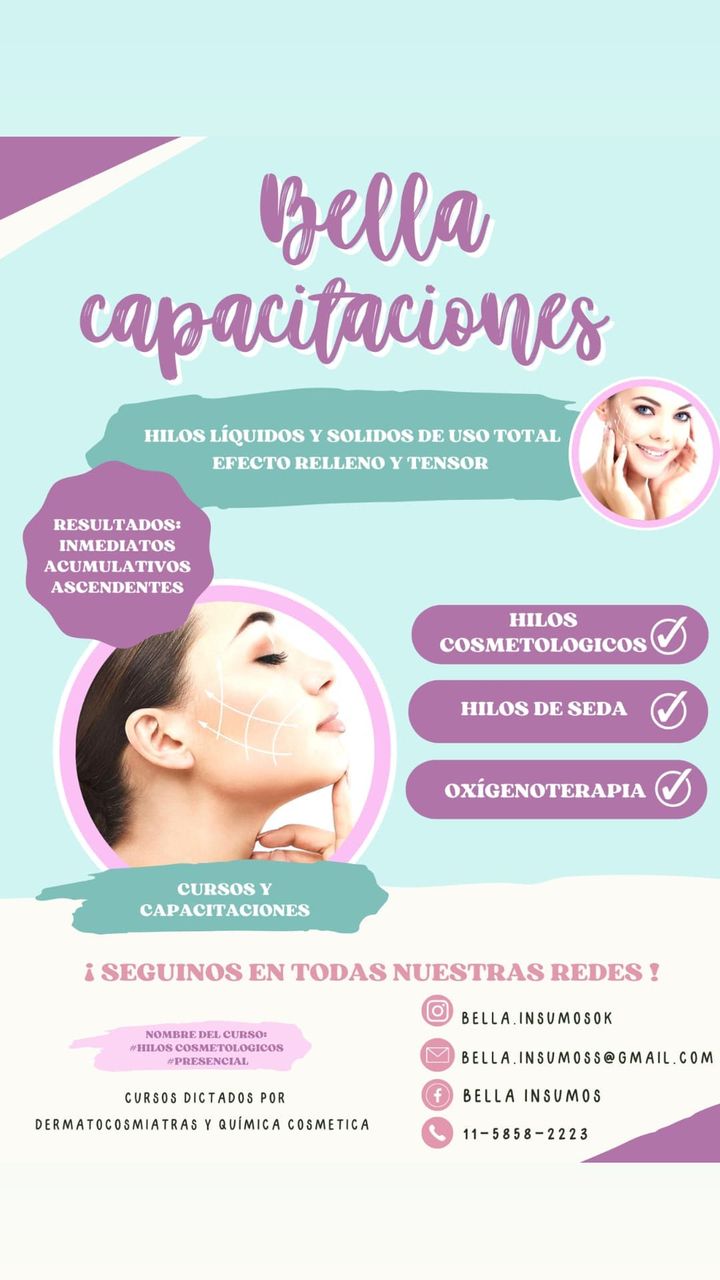 Bella
capacitaciones
HILOS LÍQUIDOS Y SOLIDOS DE USO TOTAL
EFECTO RELLENO Y TENSOR
RESULTADOS:
INMEDIATOS
ACUMULATIVOS
ASCENDENTES
HILOS
COSMETOLOGICOS
HILOS DE SEDA
OXÍGENOTERAPIA
CURSOS Y
CAPACITACIONES
¡ SEGUINOS EN TODAS NUESTRAS REDES !
NOMBRE DEL CURSO:
#HILOS COSMETOLOGICOS
#PRESENCIAL
CURSOS DICTADOS POR
DERMATOCOSMIATRAS Y QUÍMICA COSMETICA
BELLA.INSUMOSOK
BELLA.INSUMOSS@GMAIL.COM
BELLA INSUMOS
11-5858-2223